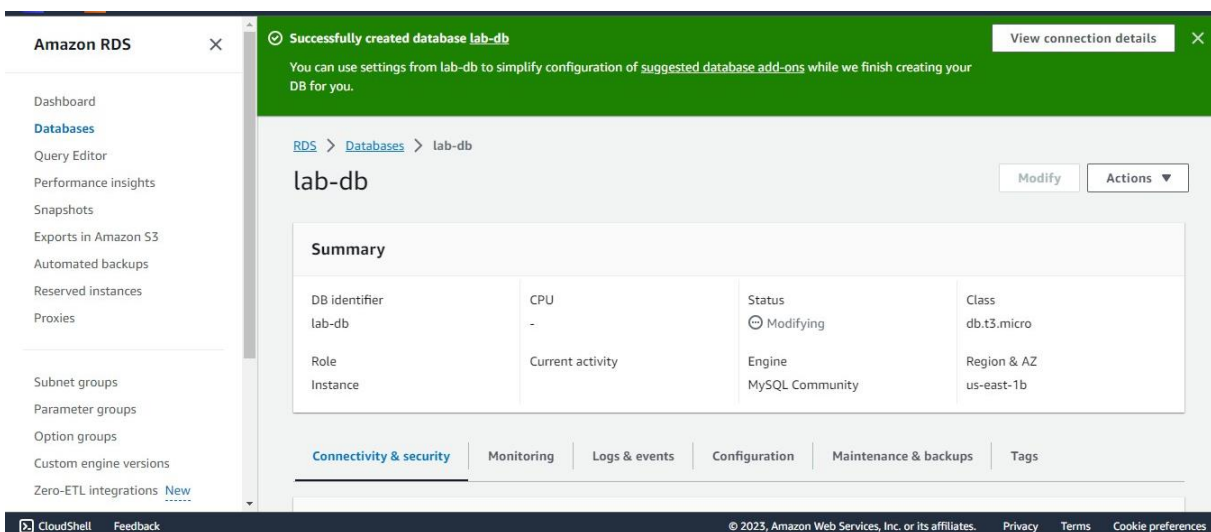 Amazon RDS
Dashboard
Databases
Query Editor
Performance insights
Snapshots
Exports in Amazon S3
Automated backups
Reserved instances
Proxies
Subnet groups
Parameter groups
Option groups
Custom engine versions
Zero-ETL integrations New
Successfully created database lab-db
View connection details
You can use settings from lab-db to simplify configuration of suggested database add-ons while we finish creating your
DB for you.
RDS > Databases > lab-db
lab-db
Modify
Actions
Summary
DB identifier
lab-db
CPU
-
Status
Modifying
Class
db.t3.micro
Role
Instance
Current activity
Engine
MySQL Community
Region & AZ
us-east-1b
Connectivity & security
Monitoring
Logs & events
Configuration
Maintenance & backups
Tags
CloudShell Feedback
© 2023, Amazon Web Services, Inc. or its affiliates. Privacy Terms Cookie preferences